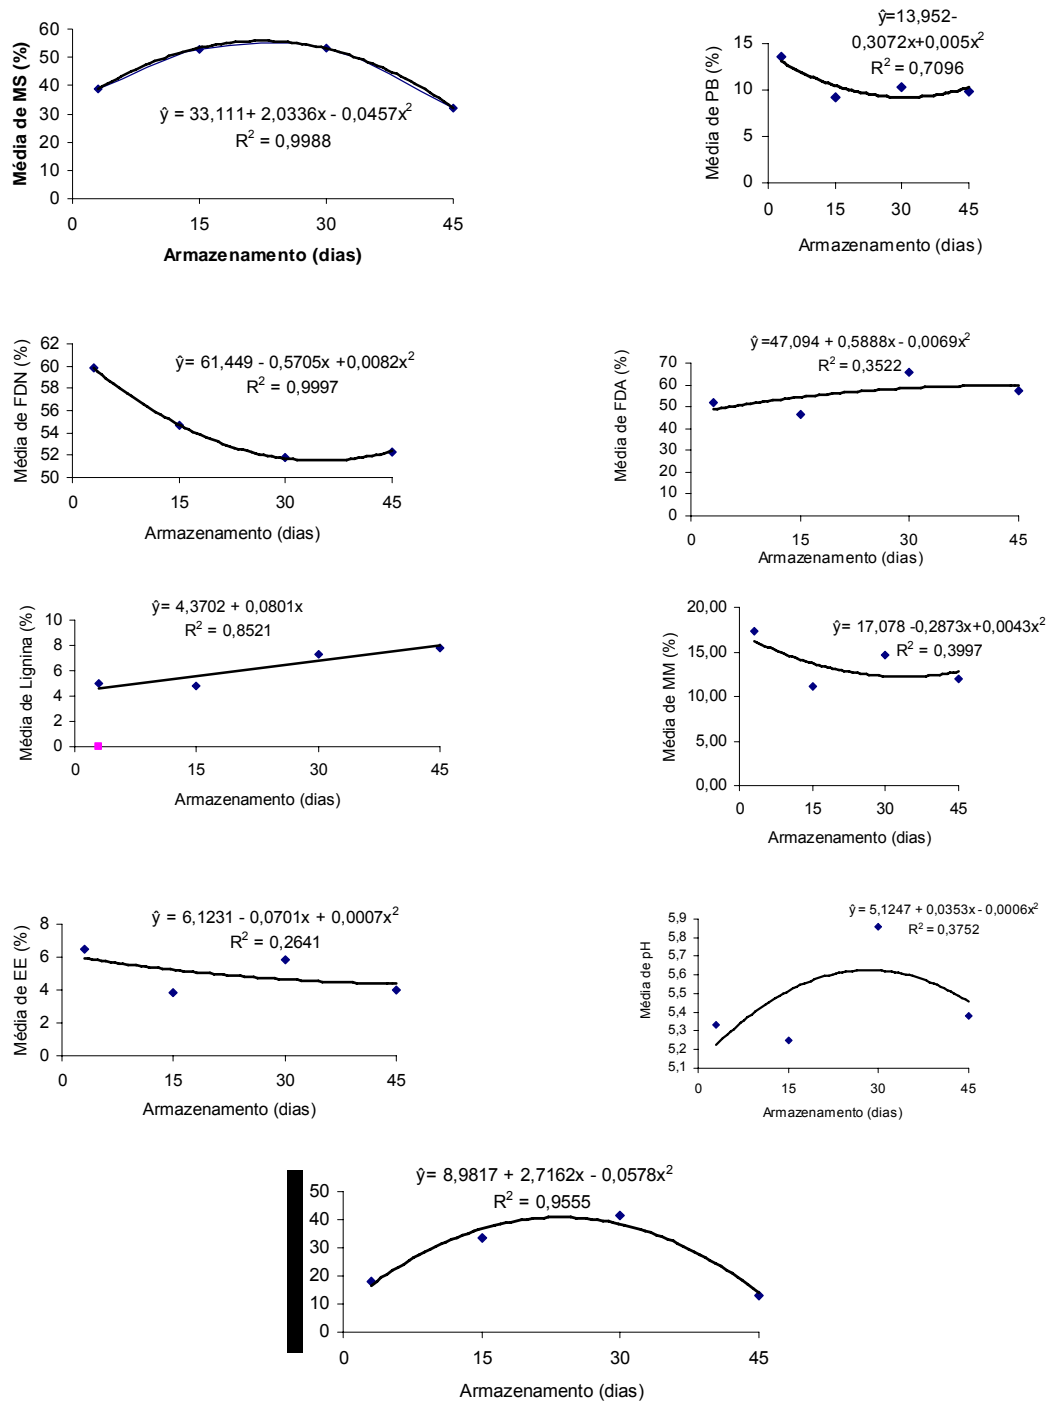 Média de MS (%)
60
50
40
30
20
10
0
ŷ = 33,111+ 2,0336x - 0,0457x²
R² = 0,9988
0 15 30 45
Armazenamento (dias)
ŷ=13,952-
0,3072x+0,005x²
R² = 0,7096
Média de PB (%)
15
10
5
0
0 15 30 45
Armazenamento (dias)
Média de FDN (%)
62
60
58
56
54
52
50
ŷ= 61,449 - 0,5705x +0,0082x²
R² = 0,9997
0 15 30 45
Armazenamento (dias)
ŷ=47,094 + 0,5888x - 0,0069x²
R² = 0,3522
Média de FDA (%)
70
60
50
40
30
20
10
0
0 15 30 45
Armazenamento (dias)
ŷ= 4,3702 + 0,0801x
R² = 0,8521
Média de Lignina (%)
10
8
6
4
2
0
0 15 30 45
Armazenamento (dias)
Média de MM (%)
20,00
15,00
10,00
5,00
0,00
ŷ= 17,078 -0,2873x+0,0043x²
R² = 0,3997
0 15 30 45
Armazenamento (dias)
ŷ = 6,1231 - 0,0701x + 0,0007x²
R² = 0,2641
Média de EE (%)
8
6
4
2
0
0 15 30 45
Armazenamento (dias)
ŷ = 5,1247 + 0,0353x - 0,0006x²
R² = 0,3752
Média de pH
5,9
5,8
5,7
5,6
5,5
5,4
5,3
5,2
5,1
0 15 30 45
Armazenamento (dias)
ŷ= 8,9817 + 2,7162x - 0,0578x²
R² = 0,9555
50
40
30
20
10
0
0 15 30 45
Armazenamento (dias)